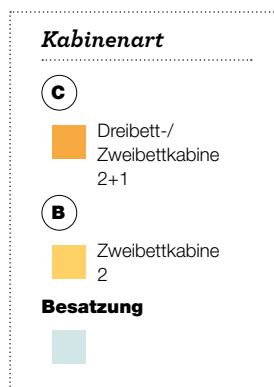 Kabinenart
C
Dreibett-/
Zweibettkabine
2+1
B
Zweibettkabine
2
Besatzung